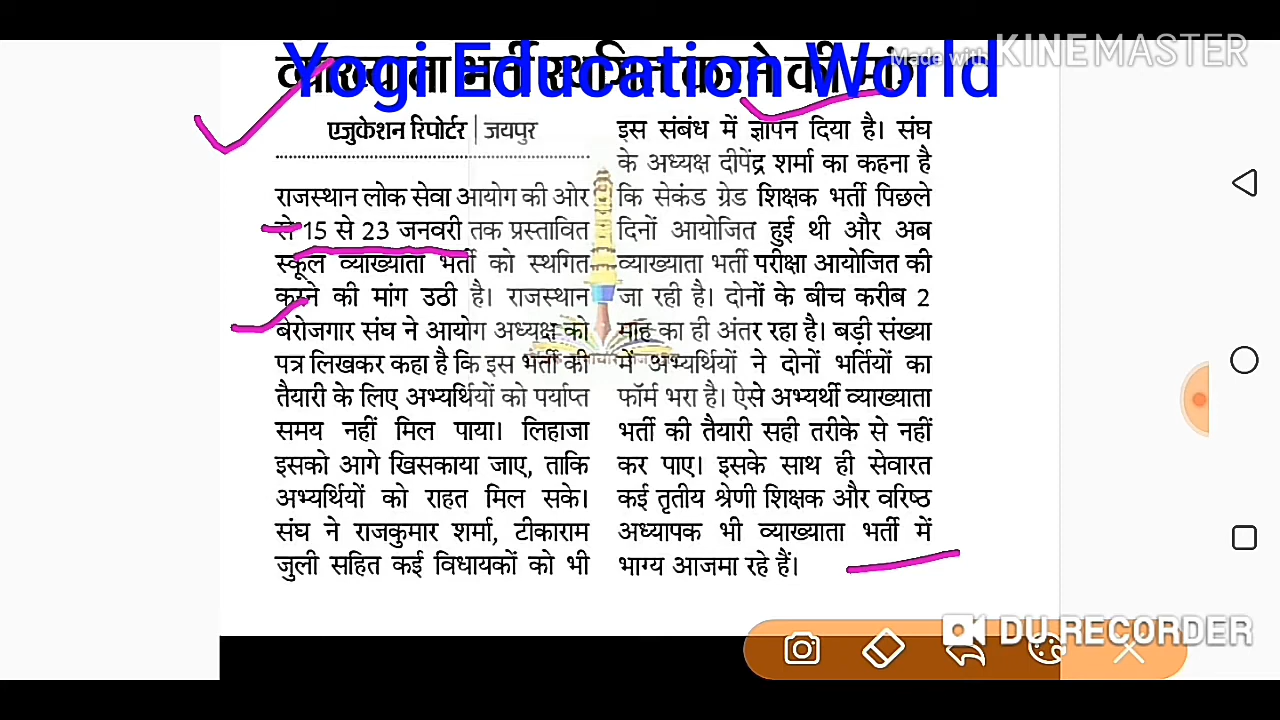 Made with KINEMASTER
Yogi Education World
व्याख्याता भर्ती स्थगित करने की मांग
एजुकेशन रिपोर्टर | जयपुर
राजस्थान लोक सेवा आयोग की ओर
से 15 से 23 जनवरी तक प्रस्तावित
स्कूल व्याख्याता भर्ती को स्थगित
करने की मांग उठी है। राजस्थान
बेरोजगार संघ ने आयोग अध्यक्ष को
पत्र लिखकर कहा है कि इस भर्ती की
तैयारी के लिए अभ्यर्थियों को पर्याप्त
समय नहीं मिल पाया। लिहाजा
इसको आगे खिसकाया जाए, ताकि
अभ्यर्थियों को राहत मिल सके।
संघ ने राजकुमार शर्मा, टीकाराम
जुली सहित कई विधायकों को भी
इस संबंध में ज्ञापन दिया है। संघ
के अध्यक्ष दीपेंद्र शर्मा का कहना है
कि सेकंड ग्रेड शिक्षक भर्ती पिछले
दिनों आयोजित हुई थी और अब
व्याख्याता भर्ती परीक्षा आयोजित की
जा रही है। दोनों के बीच करीब 2
माह का ही अंतर रहा है। बड़ी संख्या
में अभ्यर्थियों ने दोनों भर्तियों का
फॉर्म भरा है। ऐसे अभ्यर्थी व्याख्याता
भर्ती की तैयारी सही तरीके से नहीं
कर पाए। इसके साथ ही सेवारत
कई तृतीय श्रेणी शिक्षक और वरिष्ठ
अध्यापक भी व्याख्याता भर्ती में
भाग्य आजमा रहे हैं।
DU RECORDER